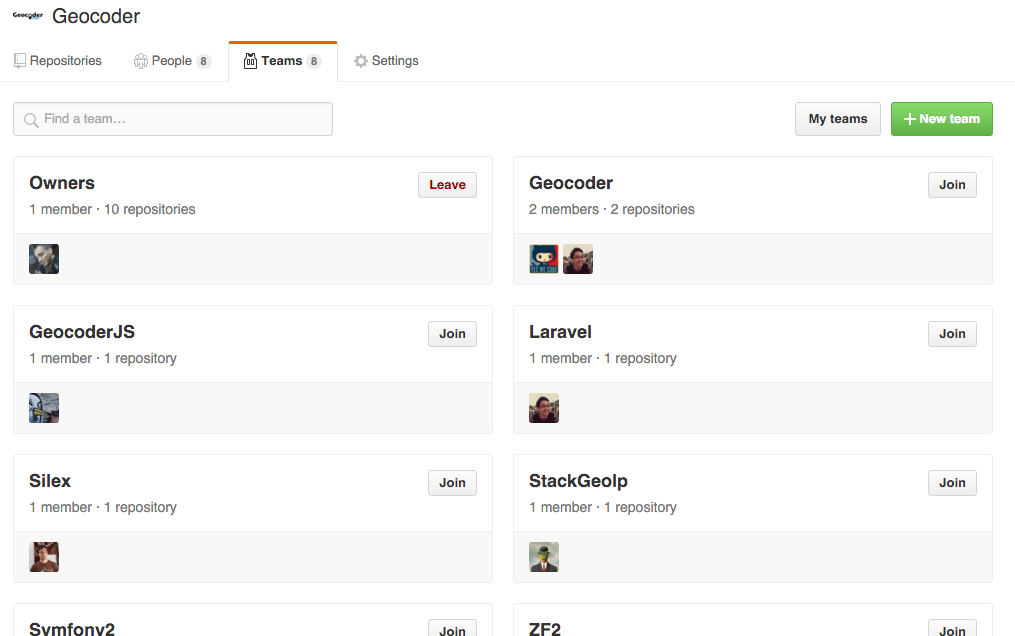 Geocoder Geocoder
Repositories People 8 Teams 8 Settings
Find a team… My teams New team
Owners Leave
1 member · 10 repositories
Geocoder Join
2 members · 2 repositories
YES WE CODE
GeocoderJS Join
1 member · 1 repository
Laravel Join
1 member · 1 repository
Silex Join
1 member · 1 repository
StackGeoIp Join
1 member · 1 repository
Symfony2 Join
ZF2 Join